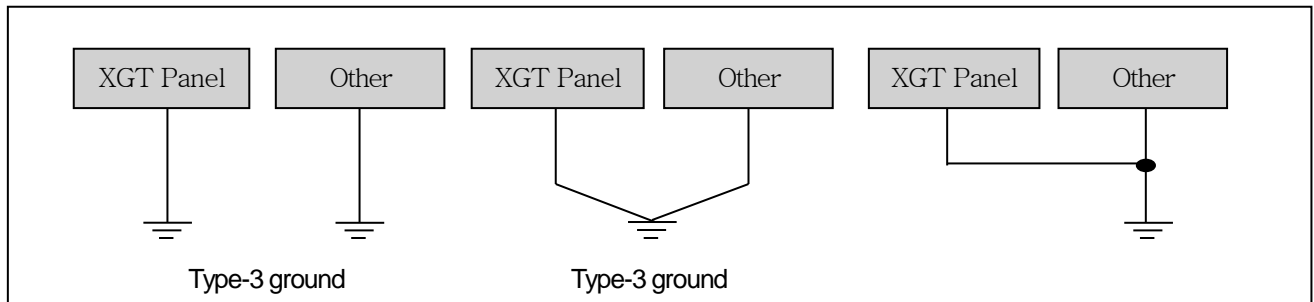 XGT Panel Other XGT Panel Other XGT Panel Other
Type-3 ground Type-3 ground